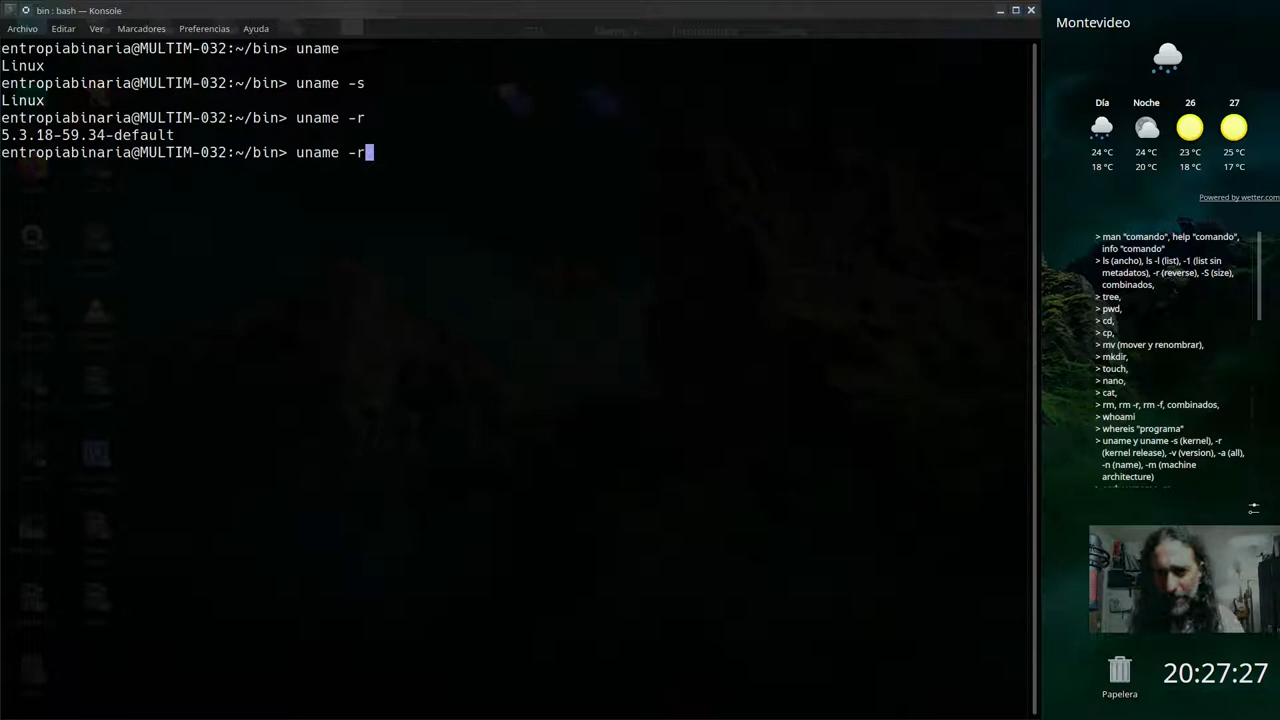 bin : bash — Konsole
Archivo Editar Ver Marcadores Preferencias Ayuda
entropiabinaria@MULTIM-032:~/bin> uname
Linux
entropiabinaria@MULTIM-032:~/bin> uname -s
Linux
entropiabinaria@MULTIM-032:~/bin> uname -r
5.3.18-59.34-default
entropiabinaria@MULTIM-032:~/bin> uname -r
Montevideo
Día Noche 26 27
24 °C 24 °C 23 °C 25 °C
18 °C 20 °C 18 °C 17 °C
Powered by wetter.com
> man "comando", help "comando",
info "comando"
> ls (ancho), ls -l (list), -1 (list sin
metadatos), -r (reverse), -S (size),
combinados,
> tree,
> pwd,
> cd,
> cp,
> mv (mover y renombrar),
> mkdir,
> touch,
> nano,
> cat,
> rm, rm -r, rm -f, combinados,
> whoami
> whereis "programa"
> uname y uname -s (kernel), -r
(kernel release), -v (version), -a (all),
-n (name), -m (machine
architecture)
Papelera
20:27:27